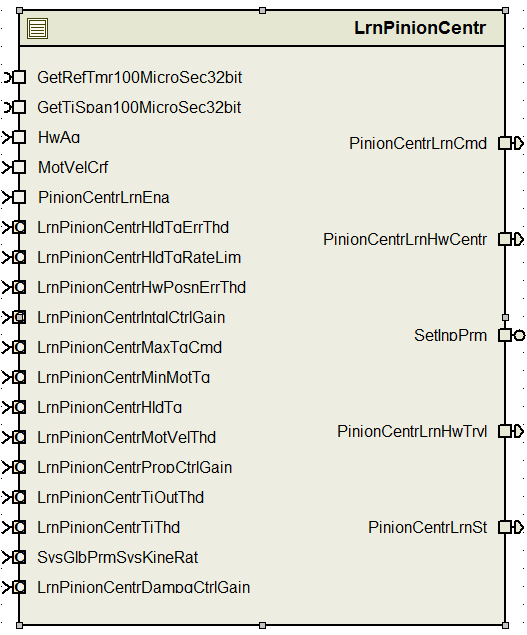 LrnPinionCentr
GetRefTmr100MicroSec32bit
GetTiSpan100MicroSec32bit
HwAg
MotVelCrf
PinionCentrLrnEna
LrnPinionCentrHldTqErrThd
LrnPinionCentrHldTqRateLim
LrnPinionCentrHwPosnErrThd
LrnPinionCentrIntglCtrlGain
LrnPinionCentrMaxTqCmd
LrnPinionCentrMinMotTq
LrnPinionCentrHldTq
LrnPinionCentrMotVelThd
LrnPinionCentrPropCtrlGain
LrnPinionCentrTiOutThd
LrnPinionCentrTiThd
SysGlbPrmSysKineRat
LrnPinionCentrDampgCtrlGain
PinionCentrLrnCmd
PinionCentrLrnHwCentr
SetInpPrm
PinionCentrLrnHwTrvl
PinionCentrLrnSt